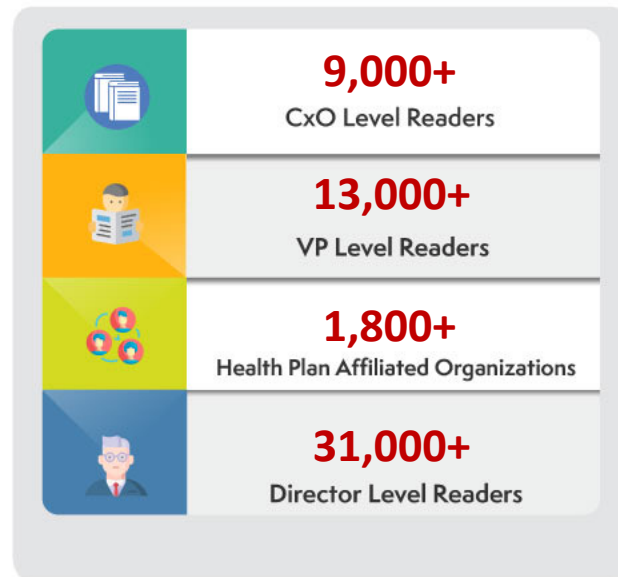 9,000+
CxO Level Readers
13,000+
VP Level Readers
1,800+
Health Plan Affiliated Organizations
31,000+
Director Level Readers